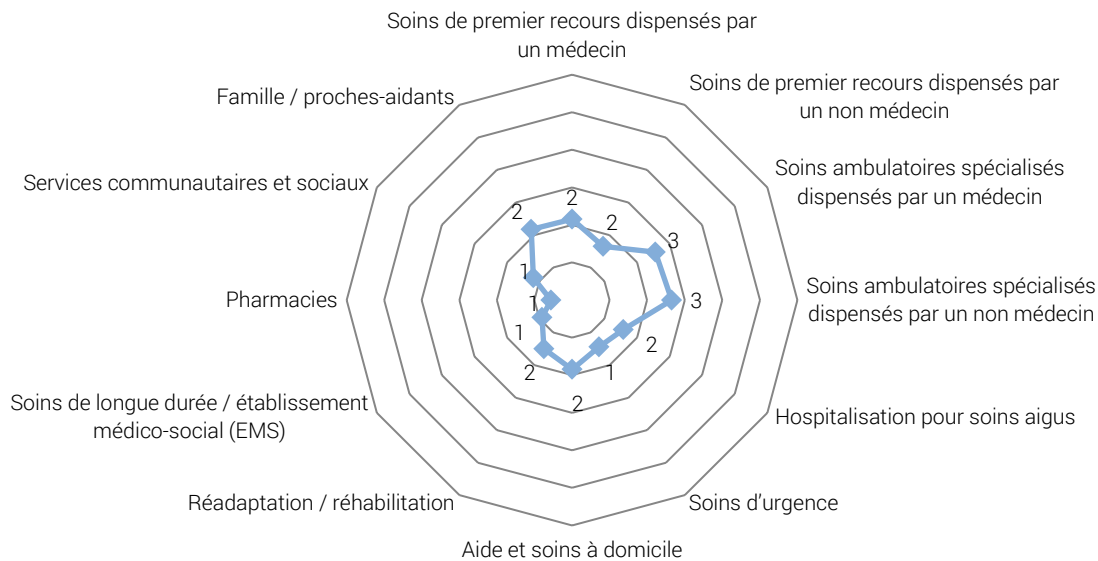 Soins de premier recours dispensés par
un médecin
Soins de premier recours dispensés par
un non médecin
Soins ambulatoires spécialisés
dispensés par un médecin
Soins ambulatoires spécialisés
dispensés par un non médecin
Hospitalisation pour soins aigus
Soins d’urgence
Aide et soins à domicile
Réadaptation / réhabilitation
Soins de longue durée / établissement
médico-social (EMS)
Pharmacies
Services communautaires et sociaux
Famille / proches-aidants
2
2
3
3
2
1
2
2
1
1
1
2